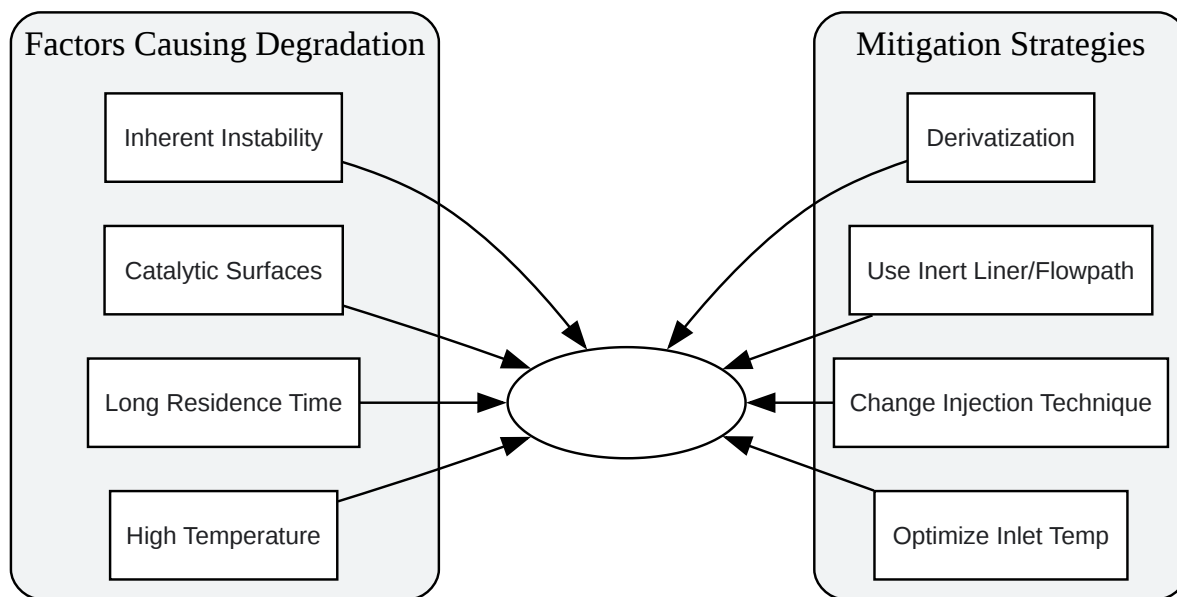 Factors Causing Degradation
Inherent Instability
Catalytic Surfaces
Long Residence Time
High Temperature
Mitigation Strategies
Derivatization
Use Inert Liner/Flowpath
Change Injection Technique
Optimize Inlet Temp